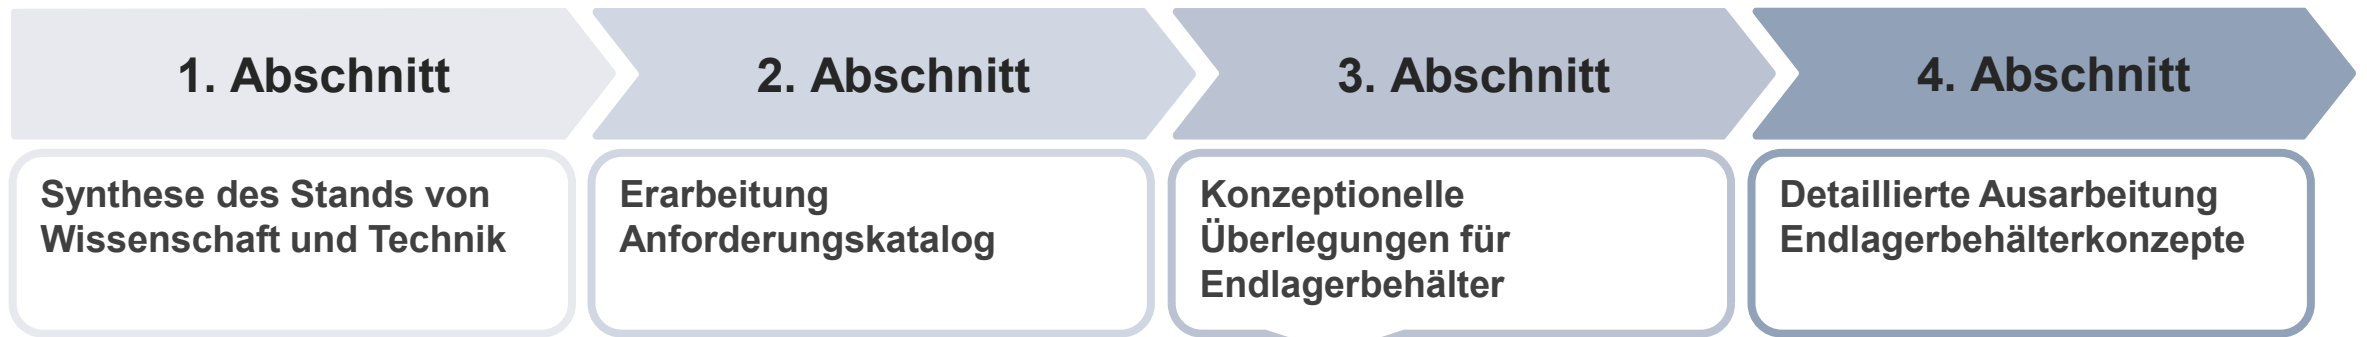 1. Abschnitt
2. Abschnitt
3. Abschnitt
4. Abschnitt
Synthese des Stands von
Wissenschaft und Technik
Erarbeitung
Anforderungskatalog
Konzeptionelle
Überlegungen für
Endlagerbehälter
Detaillierte Ausarbeitung
Endlagerbehälterkonzepte